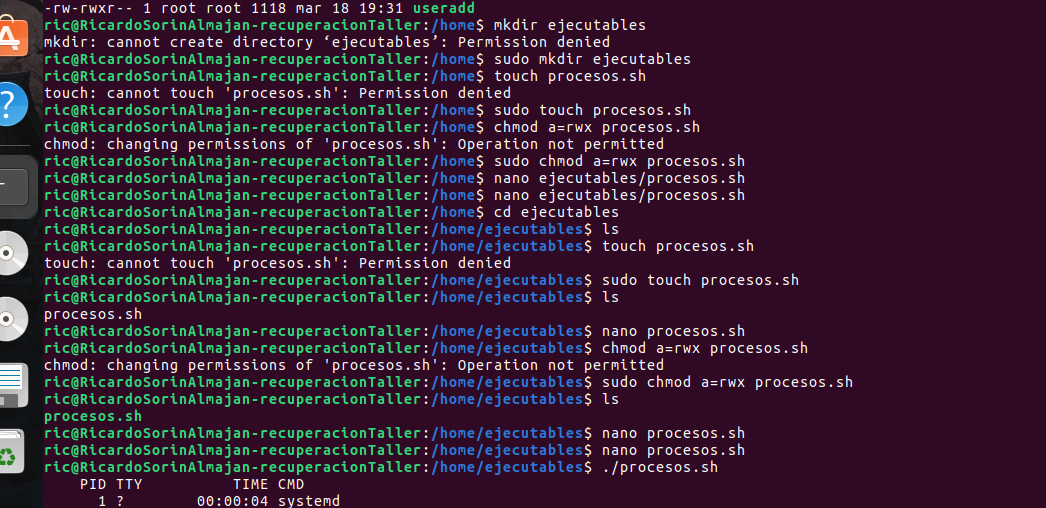 -rw-rwxr-- 1 root root 1118 mar 18 19:31 useradd
ric@RicardoSorinAlmajan-recuperacionTaller:/home$ mkdir ejecutables
mkdir: cannot create directory ‘ejecutables’: Permission denied
ric@RicardoSorinAlmajan-recuperacionTaller:/home$ sudo mkdir ejecutables
ric@RicardoSorinAlmajan-recuperacionTaller:/home$ touch procesos.sh
touch: cannot touch 'procesos.sh': Permission denied
ric@RicardoSorinAlmajan-recuperacionTaller:/home$ sudo touch procesos.sh
ric@RicardoSorinAlmajan-recuperacionTaller:/home$ chmod a=rwx procesos.sh
chmod: changing permissions of 'procesos.sh': Operation not permitted
ric@RicardoSorinAlmajan-recuperacionTaller:/home$ sudo chmod a=rwx procesos.sh
ric@RicardoSorinAlmajan-recuperacionTaller:/home$ nano ejecutables/procesos.sh
ric@RicardoSorinAlmajan-recuperacionTaller:/home$ nano ejecutables/procesos.sh
ric@RicardoSorinAlmajan-recuperacionTaller:/home$ cd ejecutables
ric@RicardoSorinAlmajan-recuperacionTaller:/home/ejecutables$ ls
ric@RicardoSorinAlmajan-recuperacionTaller:/home/ejecutables$ touch procesos.sh
touch: cannot touch 'procesos.sh': Permission denied
ric@RicardoSorinAlmajan-recuperacionTaller:/home/ejecutables$ sudo touch procesos.sh
ric@RicardoSorinAlmajan-recuperacionTaller:/home/ejecutables$ ls
procesos.sh
ric@RicardoSorinAlmajan-recuperacionTaller:/home/ejecutables$ nano procesos.sh
ric@RicardoSorinAlmajan-recuperacionTaller:/home/ejecutables$ chmod a=rwx procesos.sh
chmod: changing permissions of 'procesos.sh': Operation not permitted
ric@RicardoSorinAlmajan-recuperacionTaller:/home/ejecutables$ sudo chmod a=rwx procesos.sh
ric@RicardoSorinAlmajan-recuperacionTaller:/home/ejecutables$ ls
procesos.sh
ric@RicardoSorinAlmajan-recuperacionTaller:/home/ejecutables$ nano procesos.sh
ric@RicardoSorinAlmajan-recuperacionTaller:/home/ejecutables$ nano procesos.sh
ric@RicardoSorinAlmajan-recuperacionTaller:/home/ejecutables$ ./procesos.sh
    PID TTY          TIME CMD
      1 ?        00:00:04 systemd